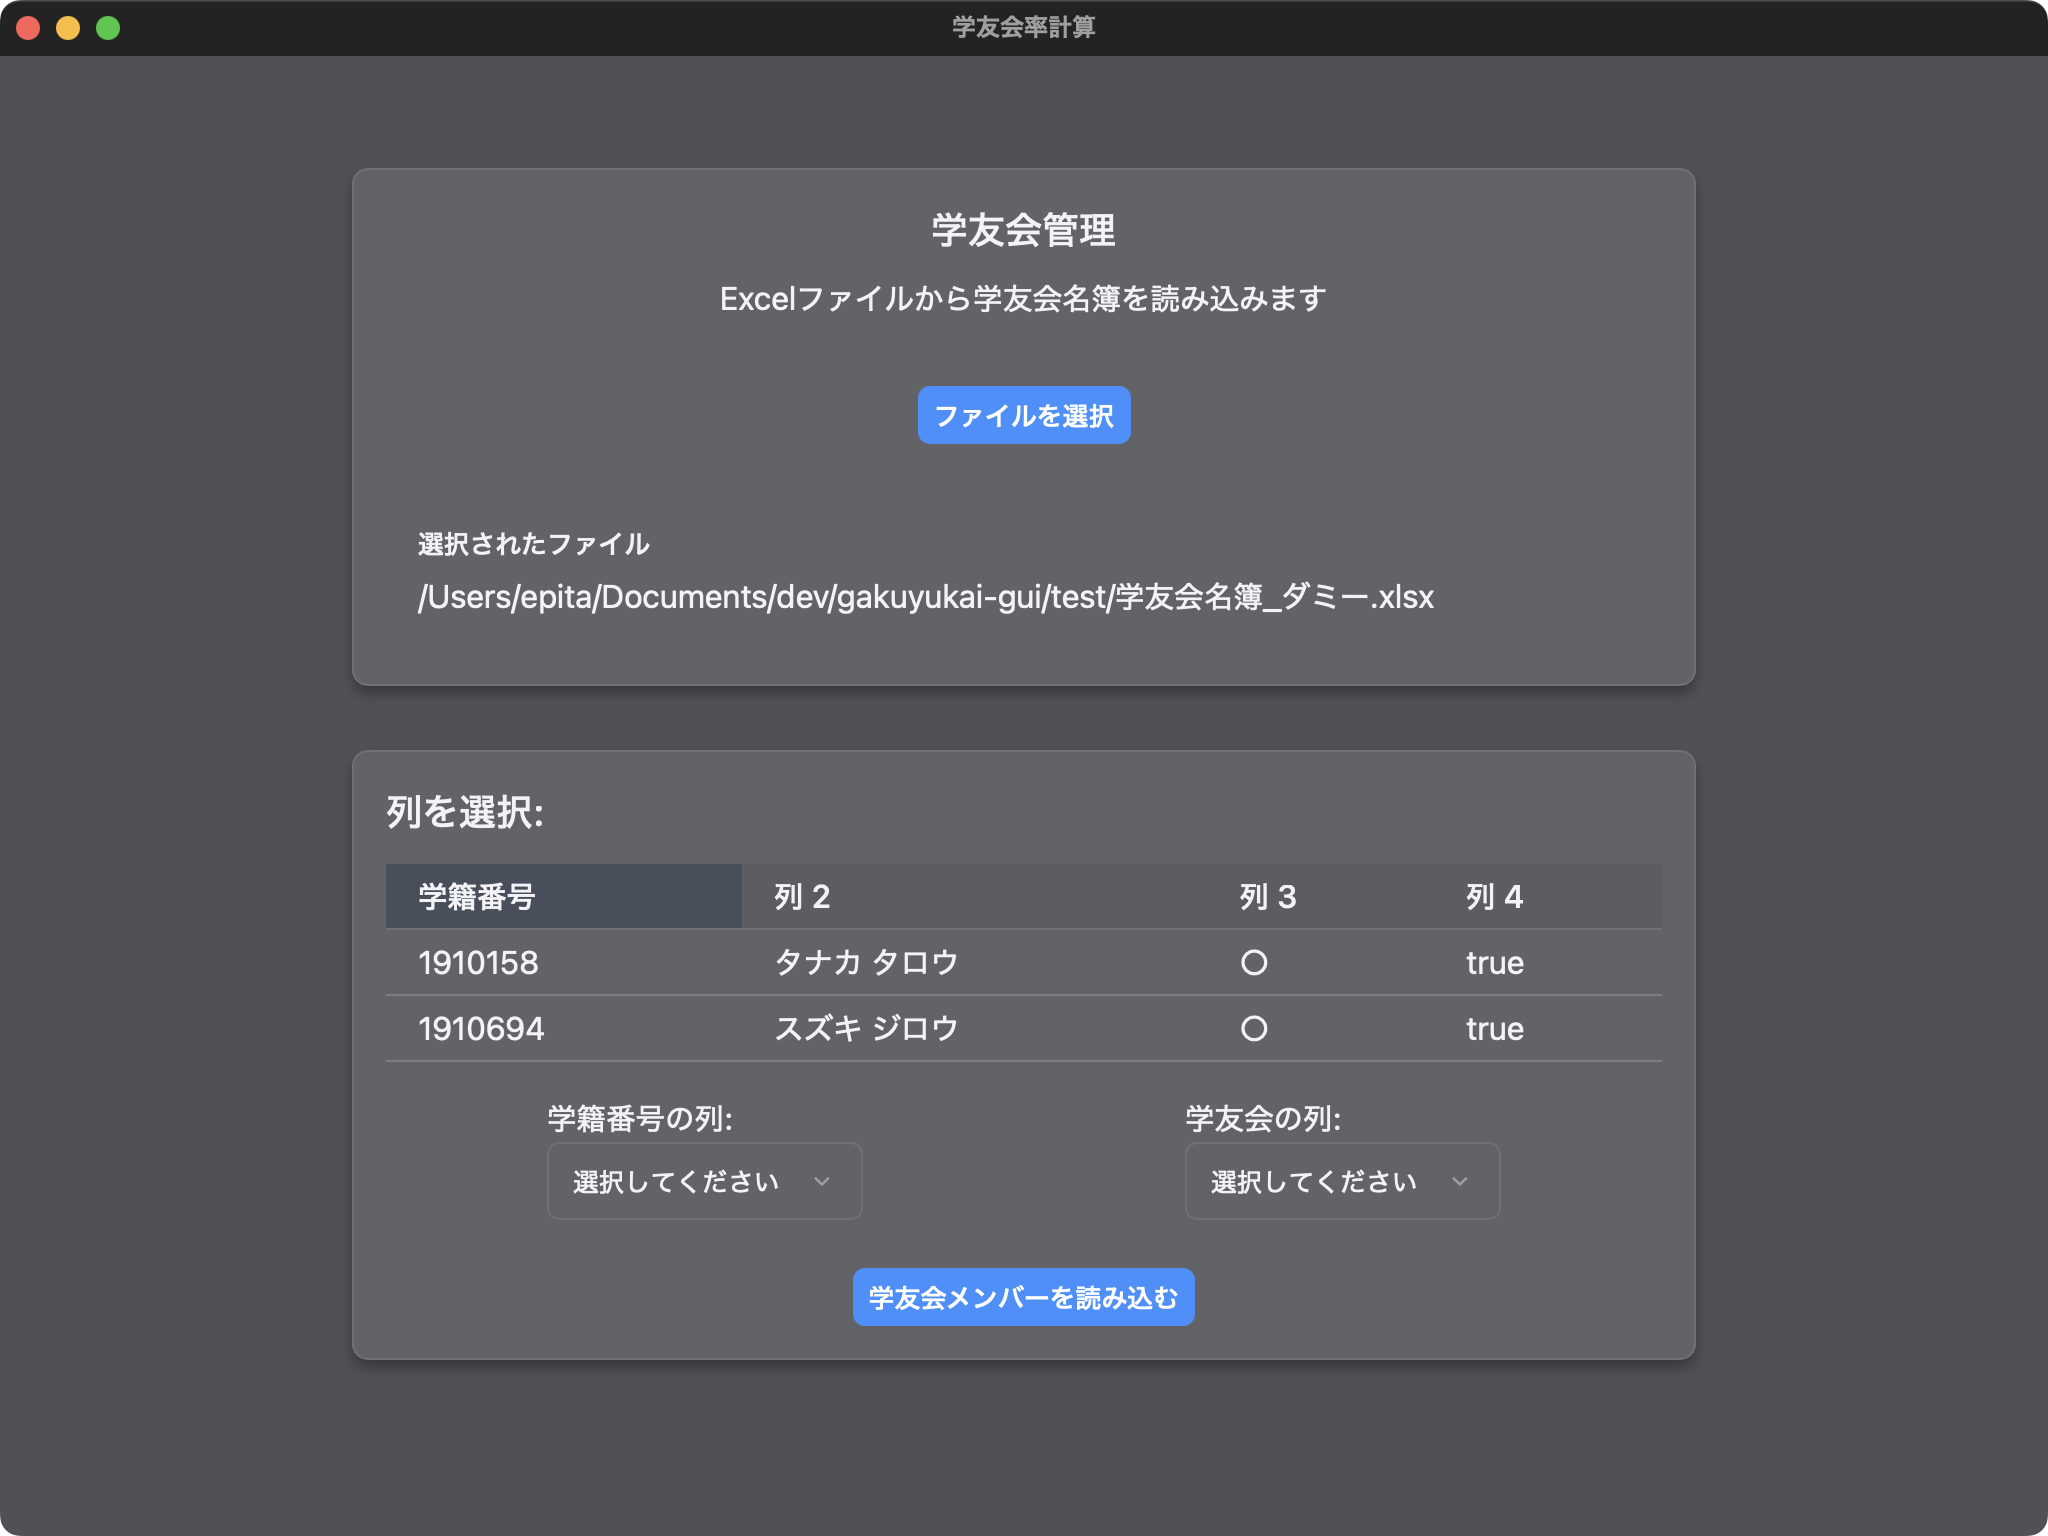 学友会率計算
学友会管理
Excelファイルから学友会名簿を読み込みます
ファイルを選択
選択されたファイル
/Users/epita/Documents/dev/gakuyukai-gui/test/学友会名簿_ダミー.xlsx
列を選択:
学籍番号 列 2 列 3 列 4
1910158 タナカ タロウ ○ true
1910694 スズキ ジロウ ○ true
学籍番号の列: 学友会の列:
選択してください 選択してください
学友会メンバーを読み込む